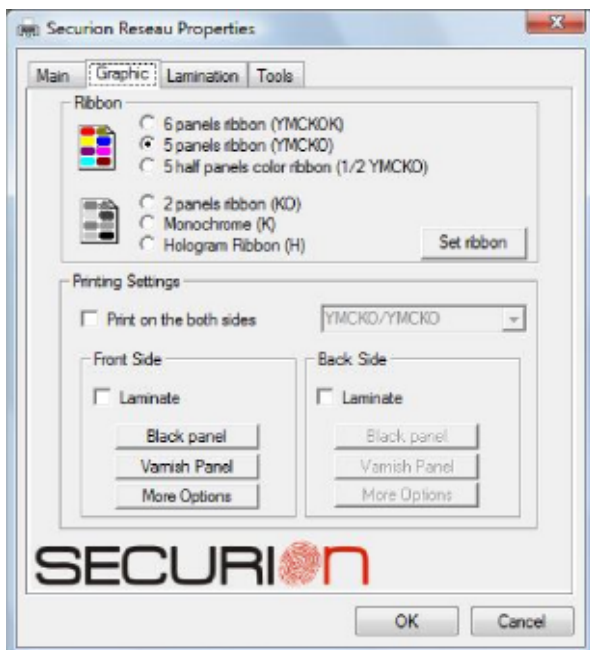 Securion Reseau Properties
Main Graphic Lamination Tools
Ribbon
6 panels ribbon (YMCKOK)
5 panels ribbon (YMCKO)
5 half panels color ribbon (1/2 YMCKO)
2 panels ribbon (KO)
Monochrome (K)
Hologram Ribbon (H)
Set ribbon
Printing Settings
Print on the both sides YMCKO/YMCKO
Front Side Back Side
Laminate Laminate
Black panel Black panel
Varnish Panel Varnish Panel
More Options More Options
SECURION
OK Cancel